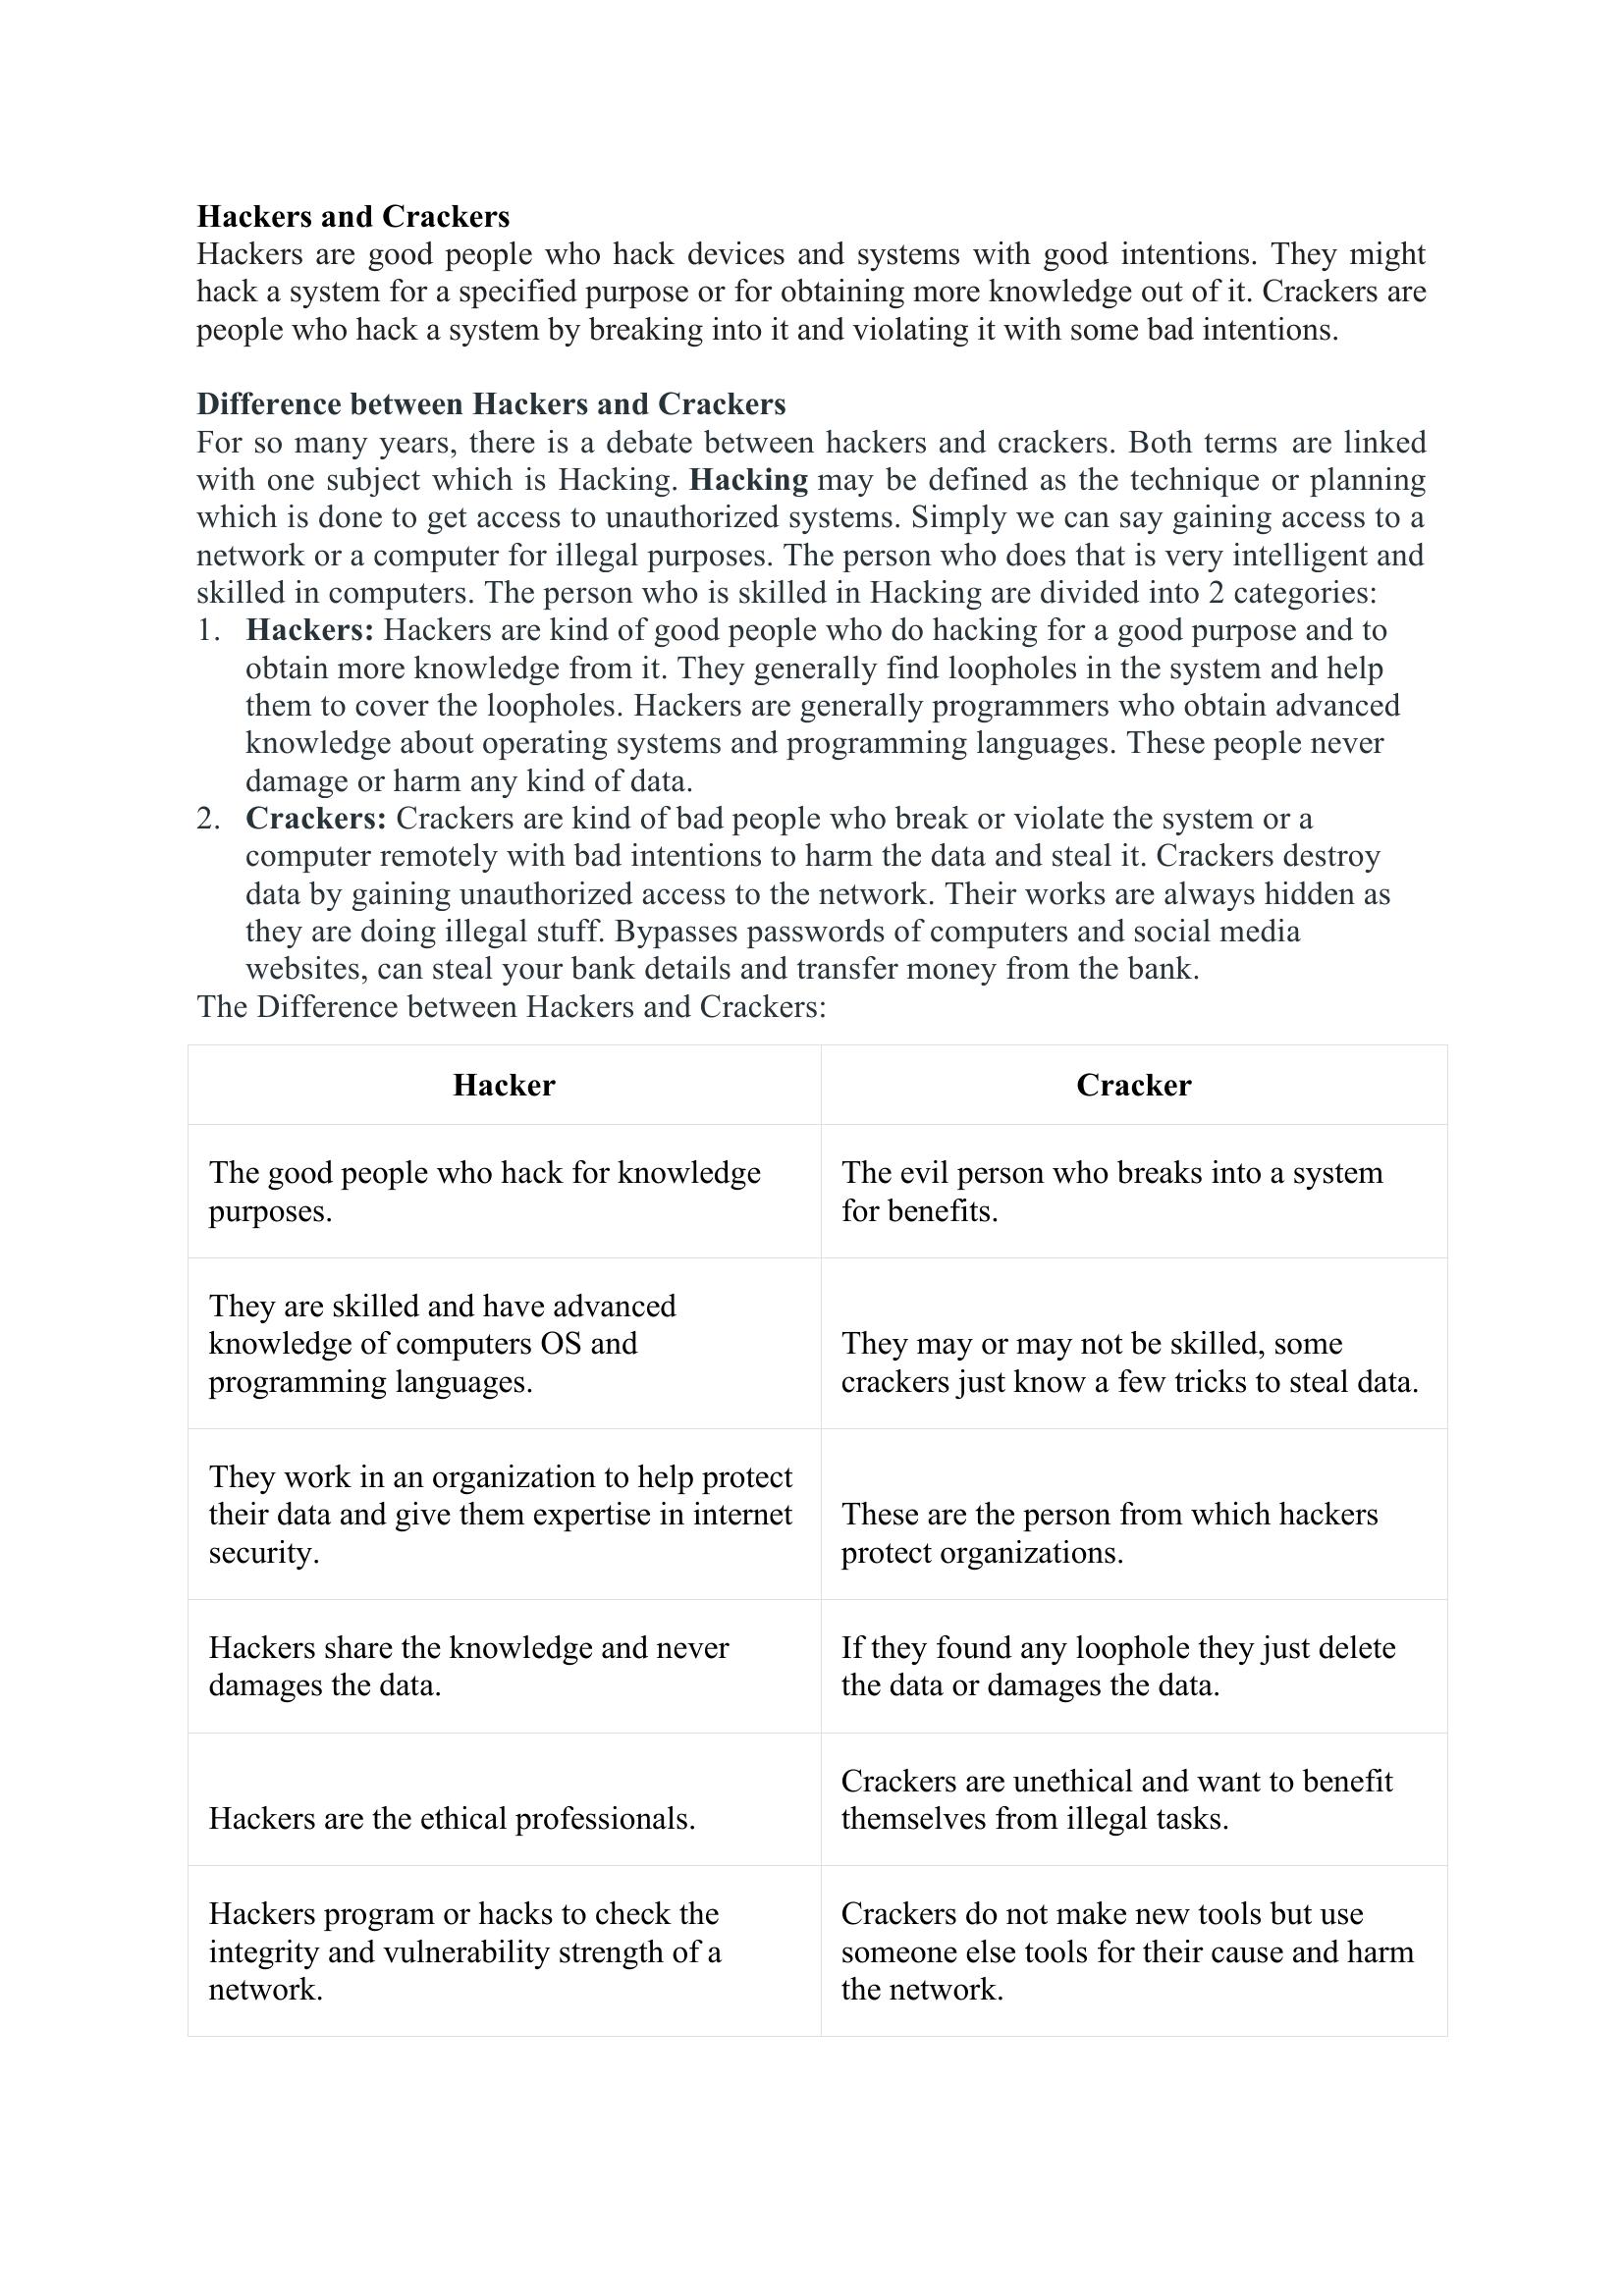 Hackers and Crackers
Hackers are good people who hack devices and systems with good intentions. They might
hack a system for a specified purpose or for obtaining more knowledge out of it. Crackers are
people who hack a system by breaking into it and violating it with some bad intentions.
Difference between Hackers and Crackers
For so many years, there is a debate between hackers and crackers. Both terms are linked
with one subject which is Hacking. Hacking may be defined as the technique or planning
which is done to get access to unauthorized systems. Simply we can say gaining access to a
network or a computer for illegal purposes. The person who does that is very intelligent and
skilled in computers. The person who is skilled in Hacking are divided into 2 categories:
1. Hackers: Hackers are kind of good people who do hacking for a good purpose and to
obtain more knowledge from it. They generally find loopholes in the system and help
them to cover the loopholes. Hackers are generally programmers who obtain advanced
knowledge about operating systems and programming languages. These people never
damage or harm any kind of data.
2. Crackers: Crackers are kind of bad people who break or violate the system or a
computer remotely with bad intentions to harm the data and steal it. Crackers destroy
data by gaining unauthorized access to the network. Their works are always hidden as
they are doing illegal stuff. Bypasses passwords of computers and social media
websites, can steal your bank details and transfer money from the bank.
The Difference between Hackers and Crackers:
Hacker
Cracker
The good people who hack for knowledge
purposes.
The evil person who breaks into a system
for benefits.
They are skilled and have advanced
knowledge of computers OS and
programming languages.
They may or may not be skilled, some
crackers just know a few tricks to steal data.
They work in an organization to help protect
their data and give them expertise in internet
security.
These are the person from which hackers
protect organizations.
Hackers share the knowledge and never
damages the data.
If they found any loophole they just delete
the data or damages the data.
Hackers are the ethical professionals.
Crackers are unethical and want to benefit
themselves from illegal tasks.
Hackers program or hacks to check the
integrity and vulnerability strength of a
network.
Crackers do not make new tools but use
someone else tools for their cause and harm
the network.